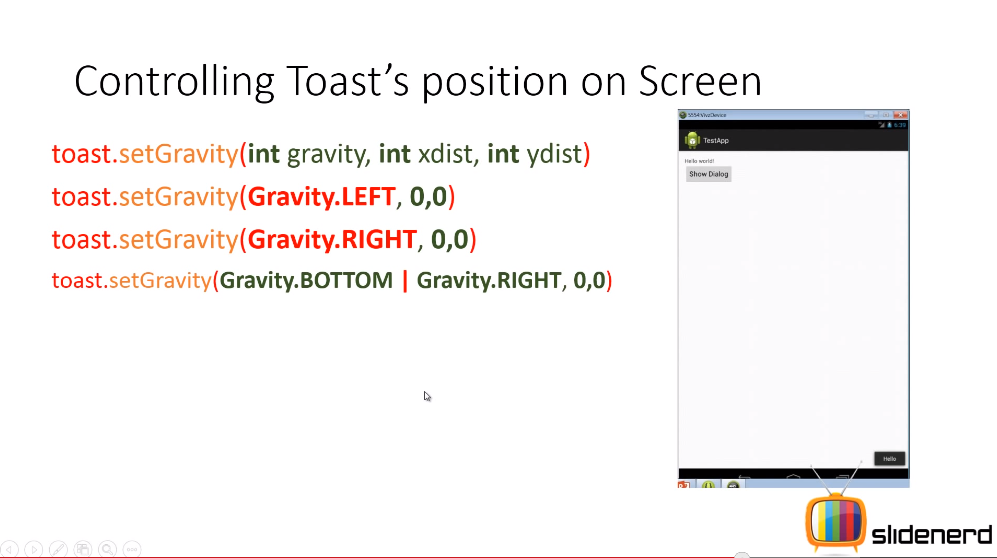 Controlling Toast's position on Screen
toast.setGravity(int gravity, int xdist, int ydist)
toast.setGravity(Gravity.LEFT, 0,0)
toast.setGravity(Gravity.RIGHT, 0,0)
toast.setGravity(Gravity.BOTTOM | Gravity.RIGHT, 0,0)
5554:VivzDevice
TestApp
Hello world!
Show Dialog
Hello
slidenerd